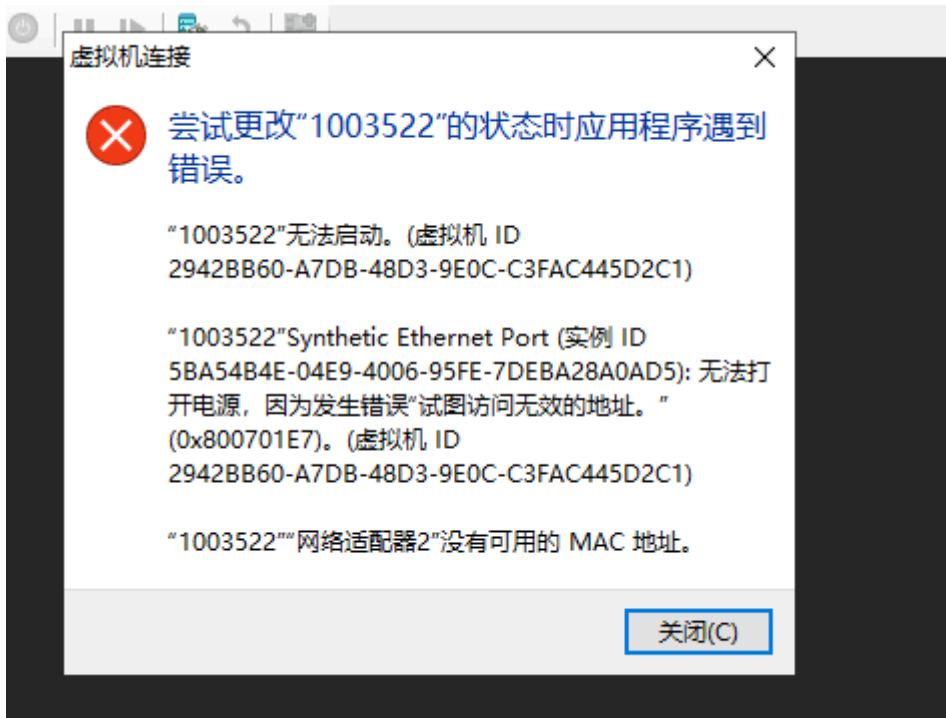 虚拟机连接
尝试更改“1003522”的状态时应用程序遇到
错误。
“1003522”无法启动。(虚拟机 ID
2942BB60-A7DB-48D3-9E0C-C3FAC445D2C1)
“1003522”Synthetic Ethernet Port (实例 ID
5BA54B4E-04E9-4006-95FE-7DEBA28A0AD5): 无法打
开电源，因为发生错误“试图访问无效的地址。”
(0x800701E7)。(虚拟机 ID
2942BB60-A7DB-48D3-9E0C-C3FAC445D2C1)
“1003522”“网络适配器2”没有可用的 MAC 地址。
关闭(C)